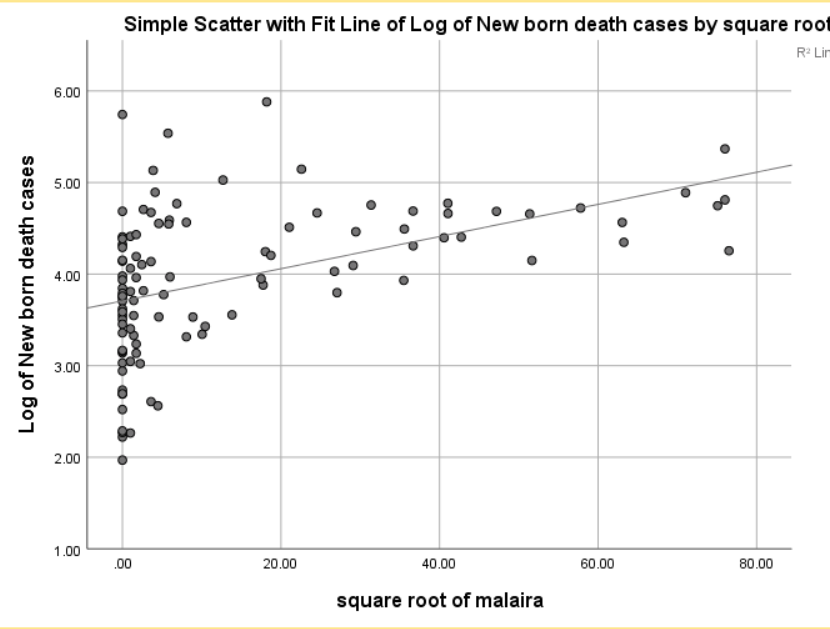 Simple Scatter with Fit Line of Log of New born death cases by square root
R² Lin
6.00
5.00
4.00
3.00
2.00
1.00
Log of New born death cases
.00 20.00 40.00 60.00 80.00
square root of malaira